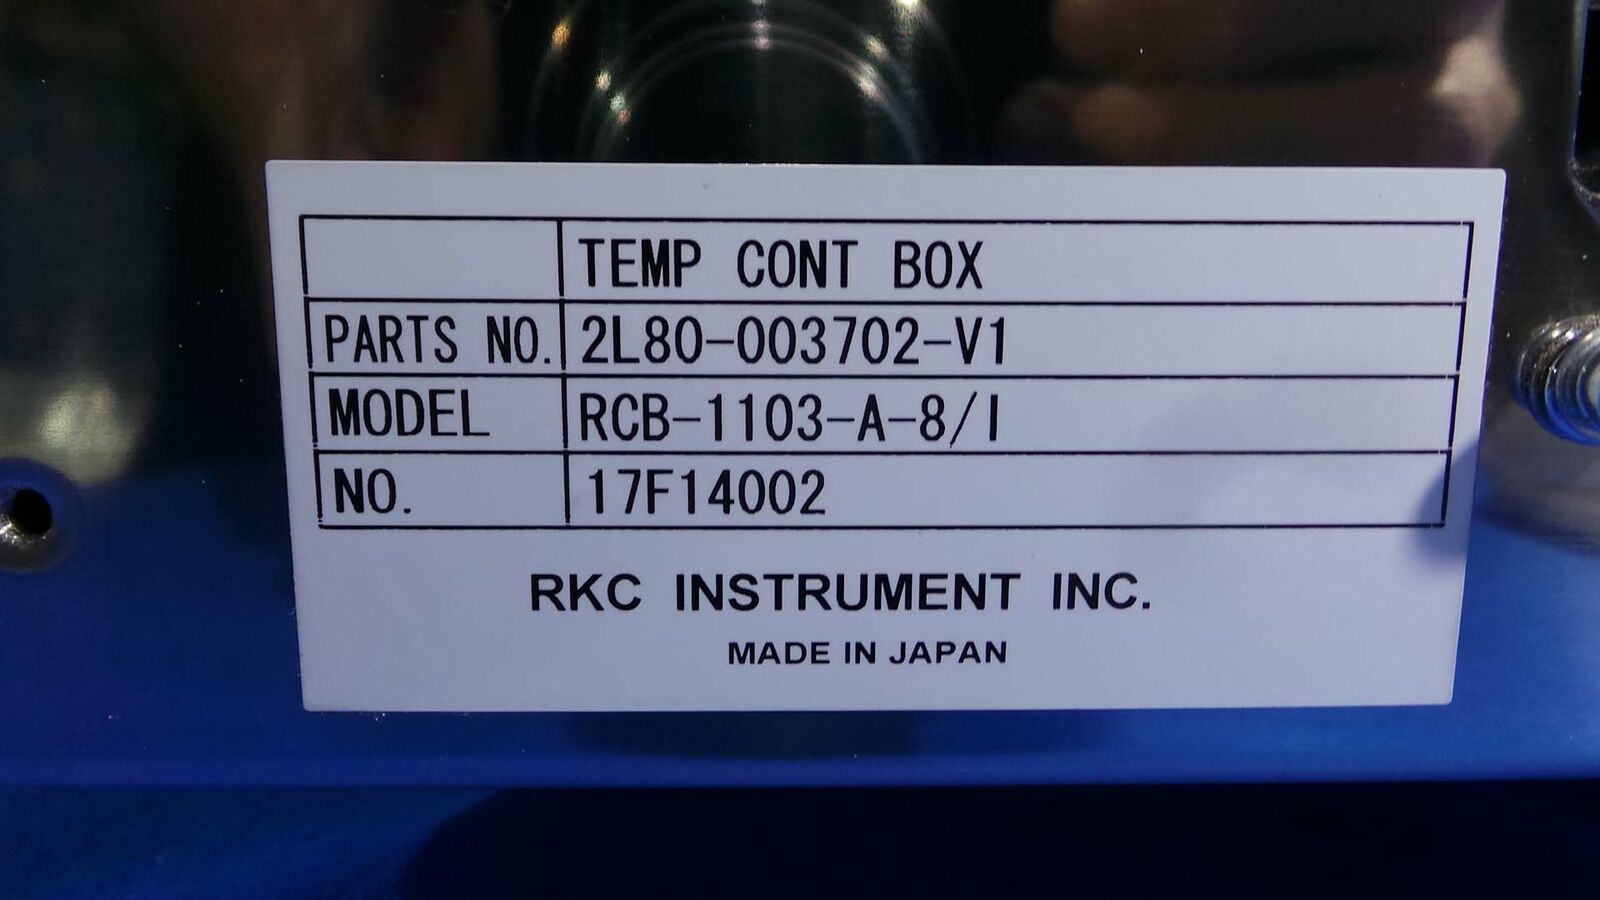 TEMP CONT BOX
PARTS NO. 2L80-003702-V1
MODEL RCB-1103-A-8/I
NO. 17F14002
RKC INSTRUMENT INC.
MADE IN JAPAN